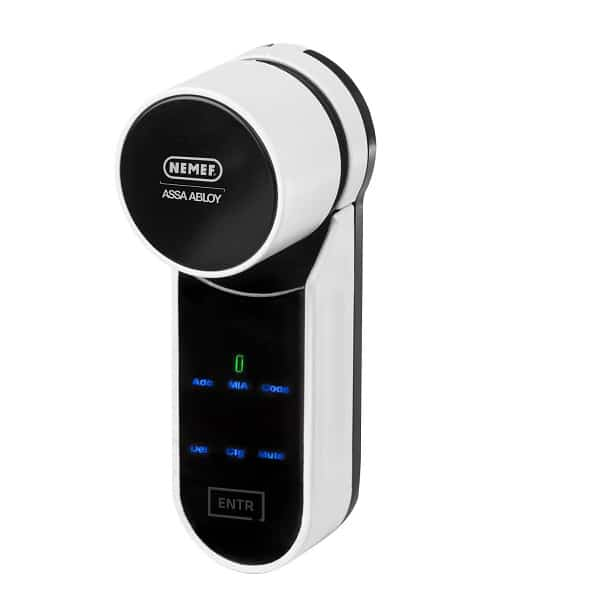 NEMEF
ASSA ABLOY
Add M/A Code
Del Cfg Mute
ENTR